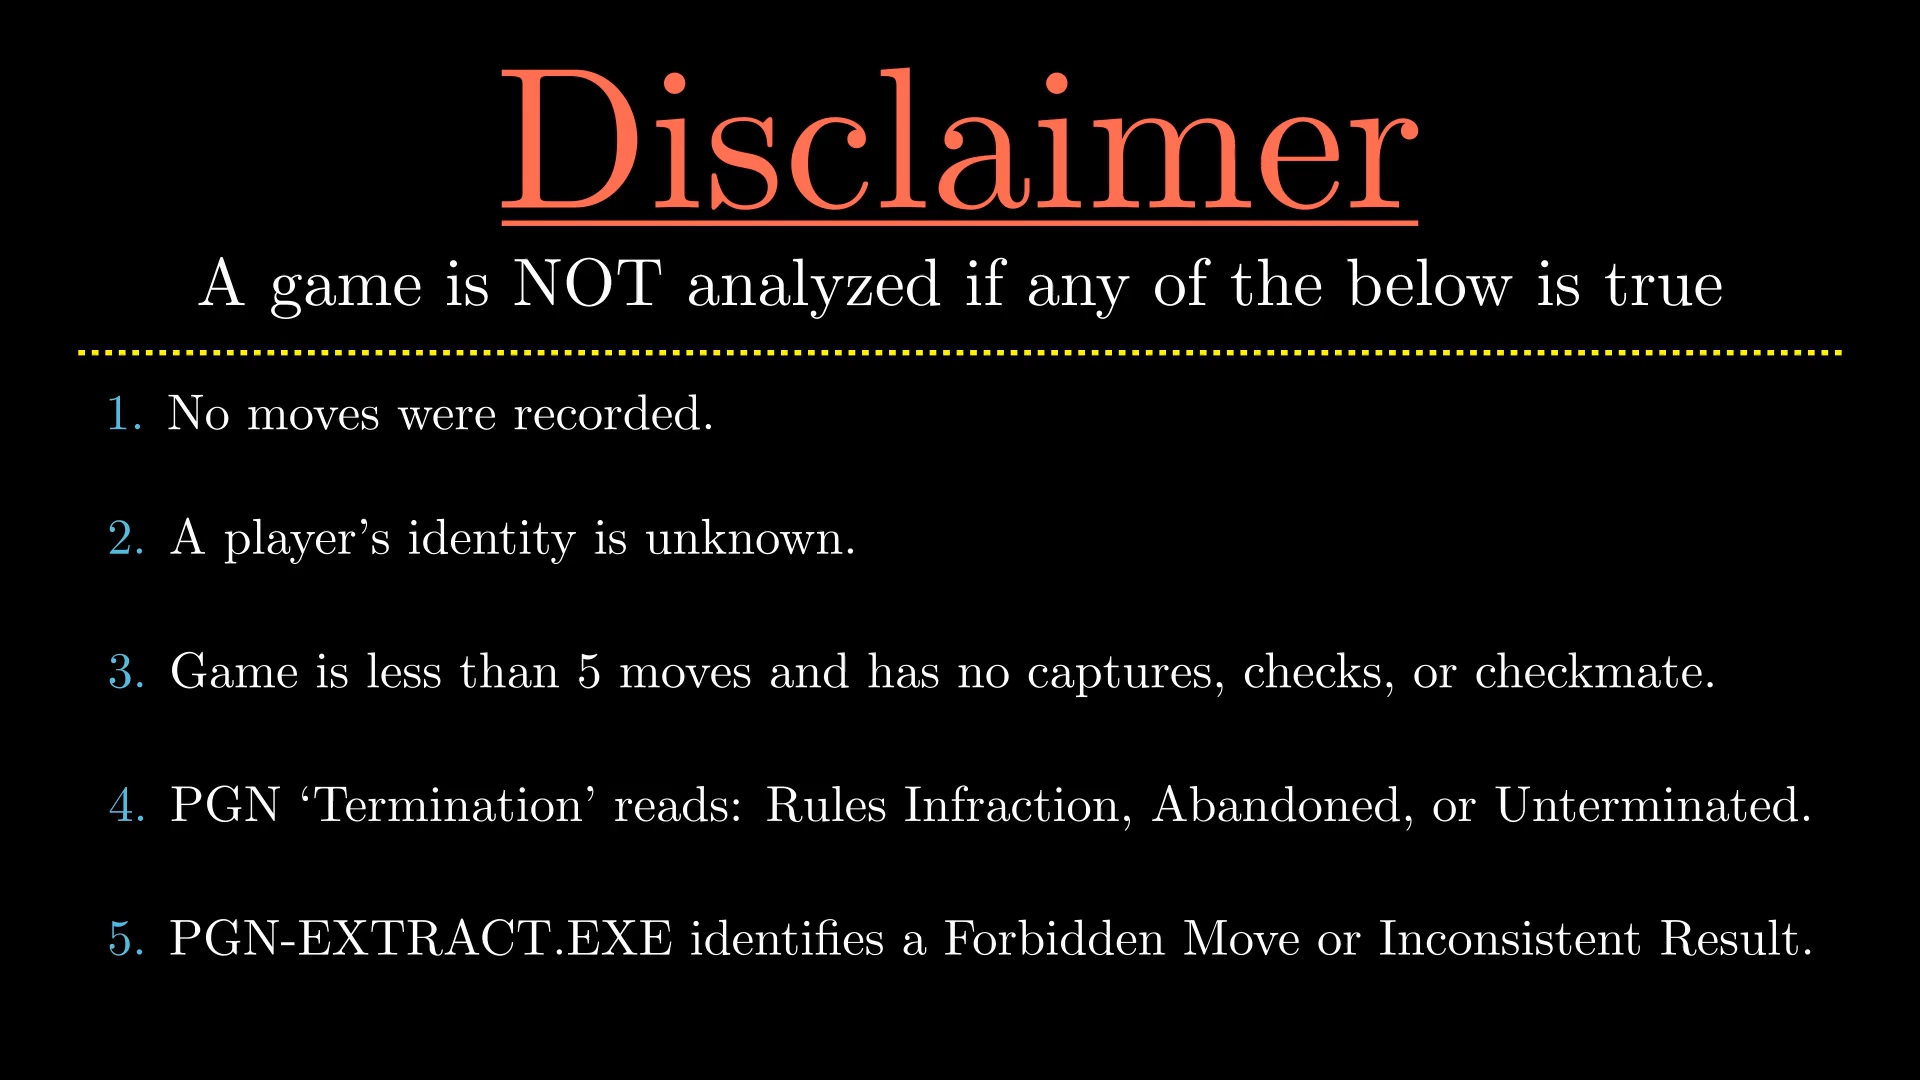 Disclaimer
A game is NOT analyzed if any of the below is true
1. No moves were recorded.
2. A player’s identity is unknown.
3. Game is less than 5 moves and has no captures, checks, or checkmate.
4. PGN ‘Termination’ reads: Rules Infraction, Abandoned, or Unterminated.
5. PGN-EXTRACT.EXE identifies a Forbidden Move or Inconsistent Result.